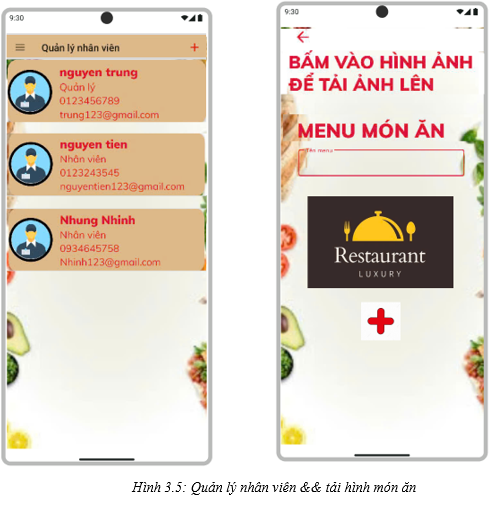 9:30
Quản lý nhân viên
nguyen trung
Quản lý
0123456789
trung123@gmail.com
nguyen tien
Nhân viên
0123243545
nguyentien123@gmail.com
Nhung Nhinh
Nhân viên
0934645758
Nhinh123@gmail.com
9:30
BẤM VÀO HÌNH ẢNH
ĐỂ TẢI ẢNH LÊN
MENU MÓN ĂN
Tên menu
Restaurant
LUXURY
Hình 3.5: Quản lý nhân viên && tải hình món ăn